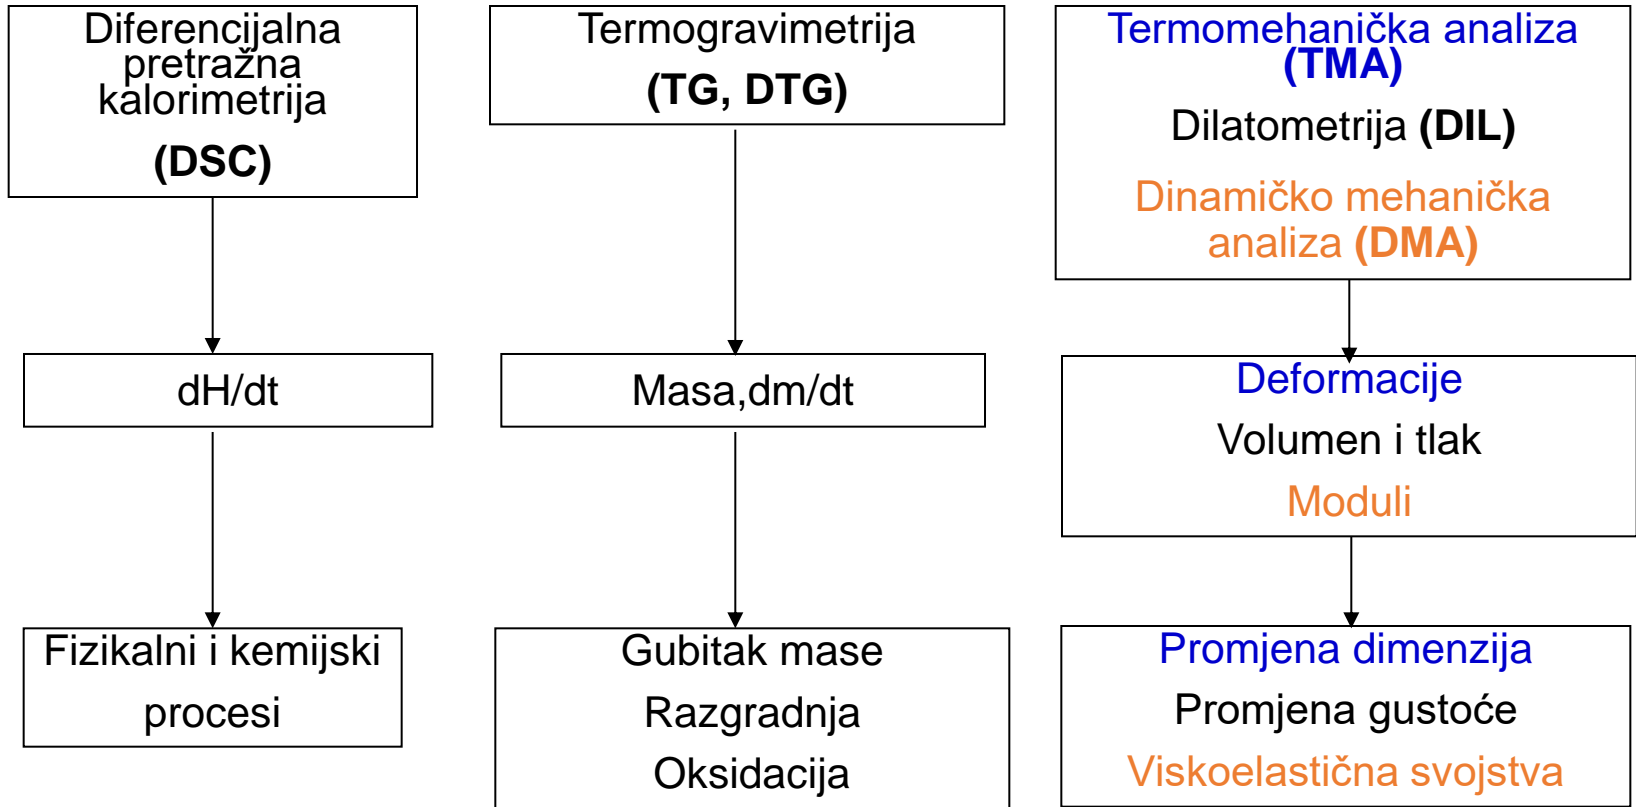 Diferencijalna
pretražna
kalorimetrija
(DSC)
Termogravimetrija
(TG, DTG)
Termomehanička analiza
(TMA)
Dilatometrija (DIL)
Dinamičko mehanička
analiza (DMA)
dH/dt
Masa,dm/dt
Deformacije
Volumen i tlak
Moduli
Fizikalni i kemijski
procesi
Gubitak mase
Razgradnja
Oksidacija
Promjena dimenzija
Promjena gustoće
Viskoelastična svojstva